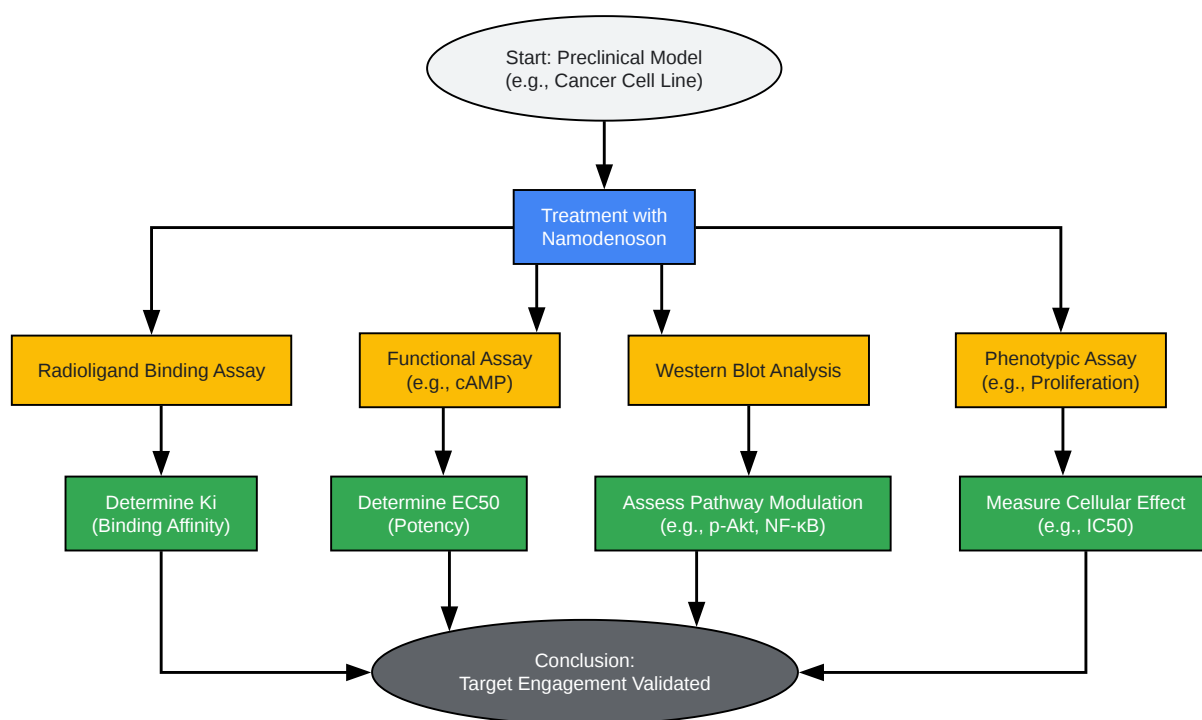 Start: Preclinical Model
(e.g., Cancer Cell Line)
Treatment with
Namodenoson
Radioligand Binding Assay
Functional Assay
(e.g., cAMP)
Western Blot Analysis
Phenotypic Assay
(e.g., Proliferation)
Determine Ki
(Binding Affinity)
Determine EC50
(Potency)
Assess Pathway Modulation
(e.g., p-Akt, NF-κB)
Measure Cellular Effect
(e.g., IC50)
Conclusion:
Target Engagement Validated